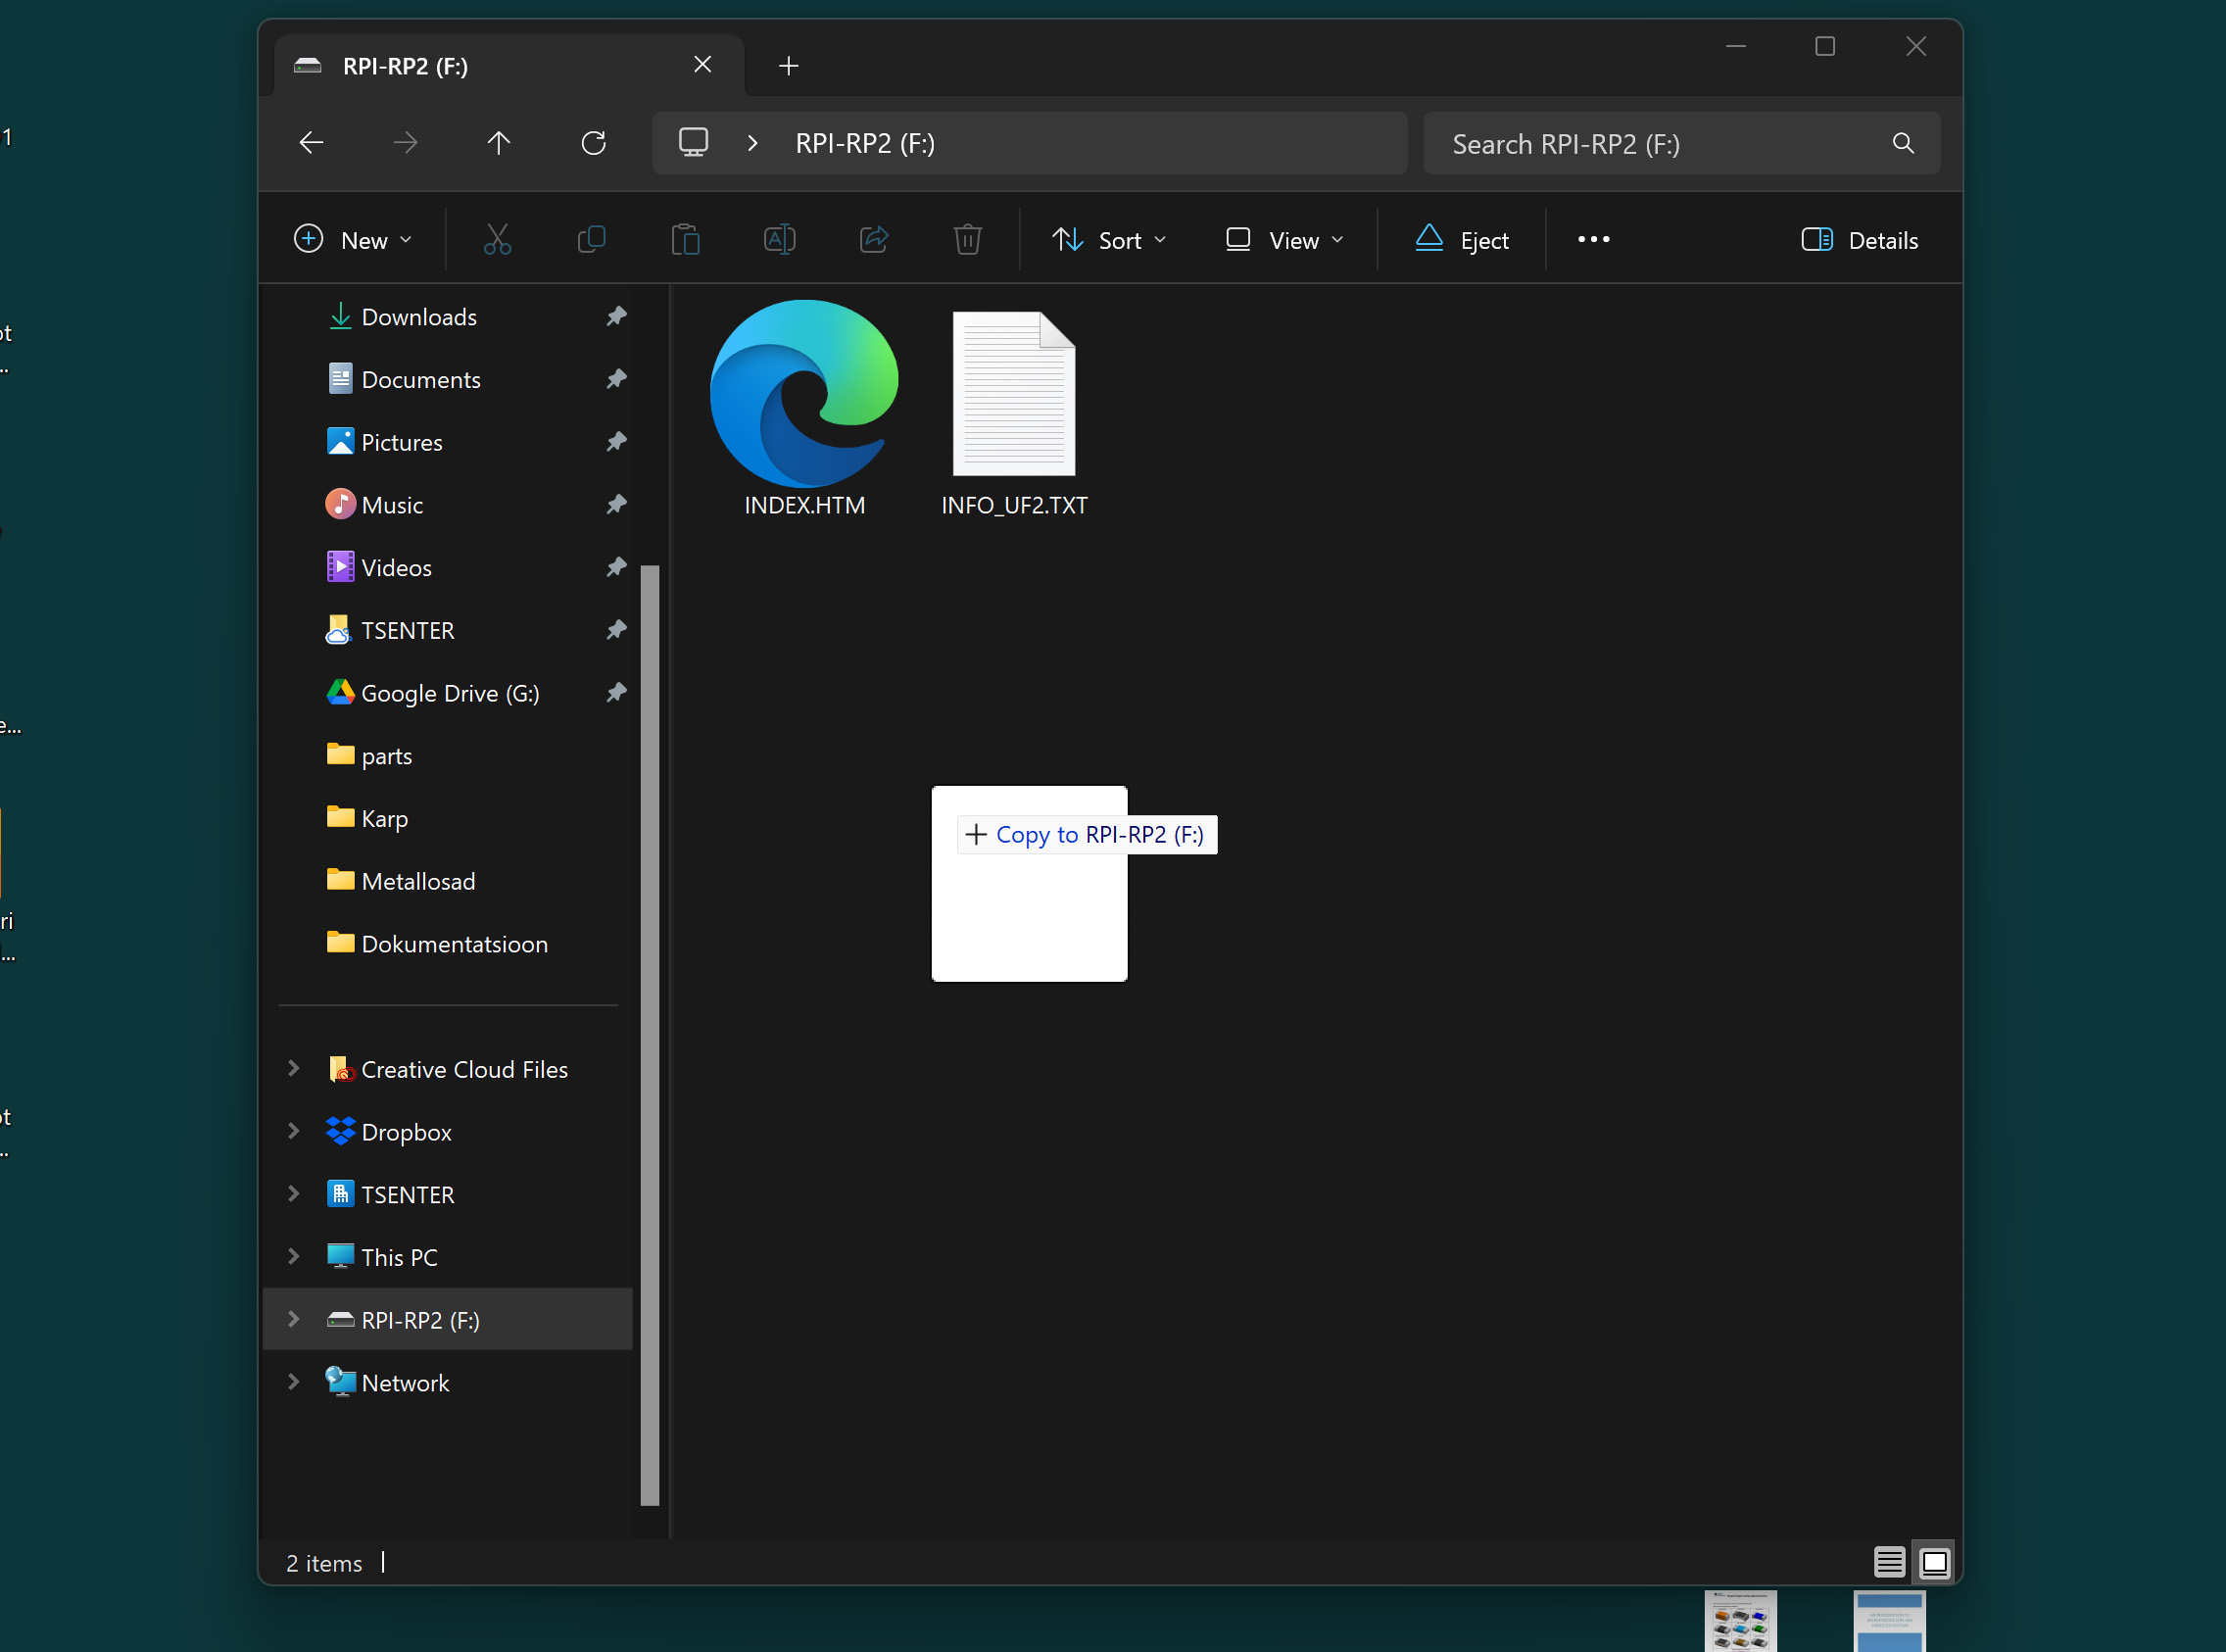 RPI-RP2 (F:)
RPI-RP2 (F:)
Search RPI-RP2 (F:)
New
Sort
View
Eject
Details
Downloads
Documents
Pictures
Music
Videos
TSENTER
Google Drive (G:)
parts
Karp
Metallosad
Dokumentatsioon
Creative Cloud Files
Dropbox
TSENTER
This PC
RPI-RP2 (F:)
Network
INDEX.HTM
INFO_UF2.TXT
Copy to RPI-RP2 (F:)
2 items